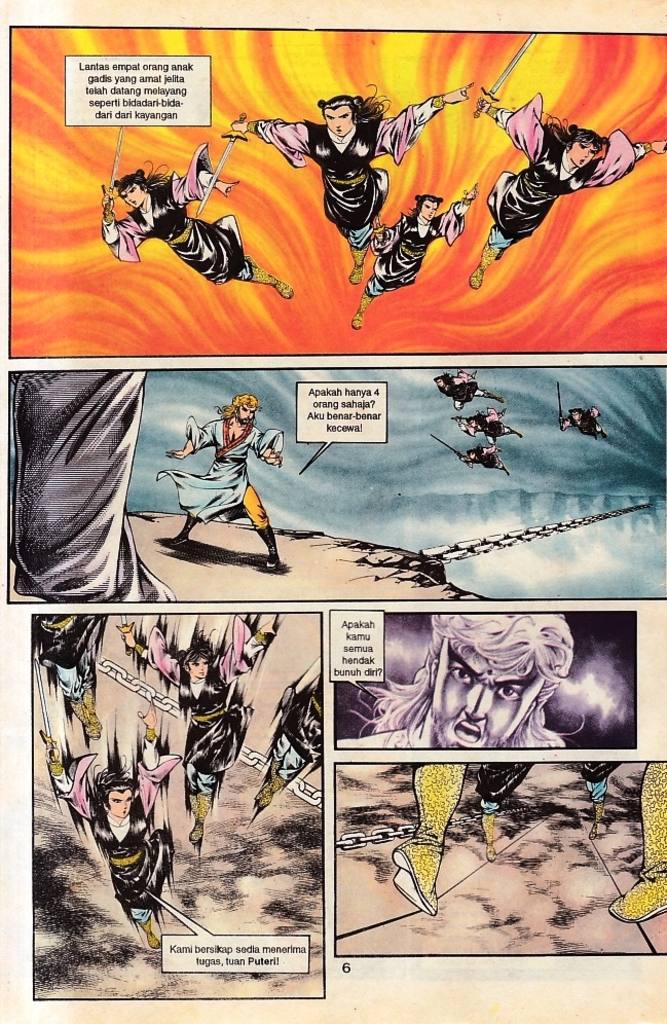 Lantas empat orang anak
gadis yang amat jelita
telah datang melayang
seperti bidadari-bida-
dari dari kayangan
Apakah hanya 4
orang sahaja?
Aku benar-benar
kecewa!
Apakah
kamu
semua
hendak
bunuh diri?
Kami bersikap sedia menerima
tugas, tuan Puteri!
6